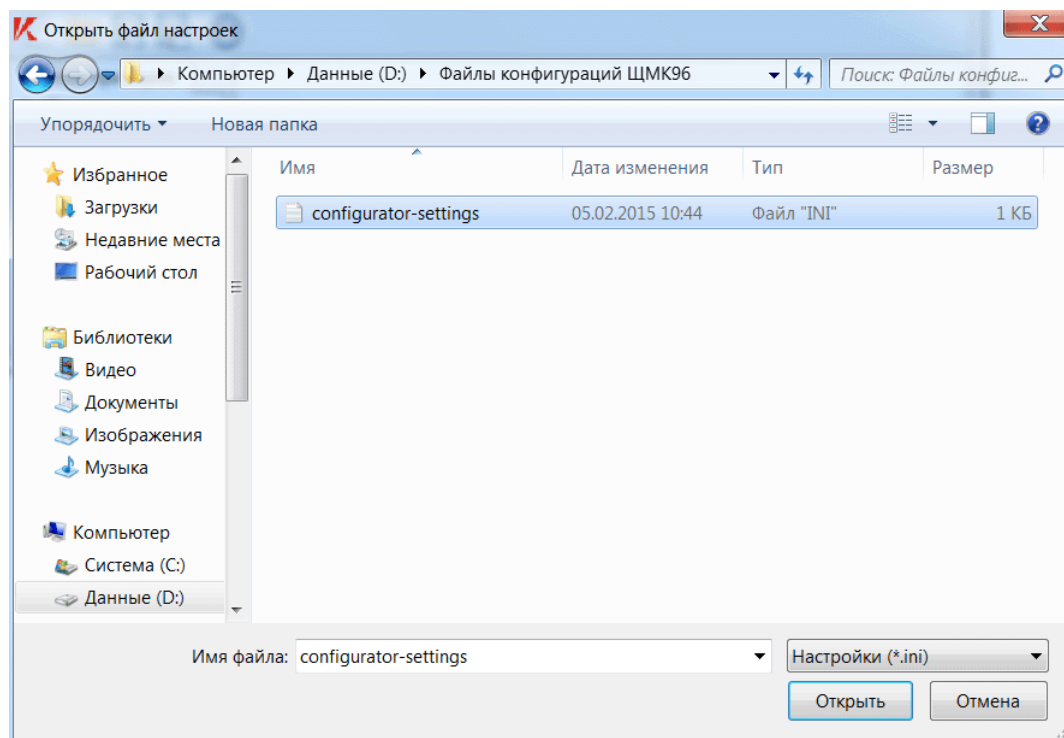 Открыть файл настроек
Компьютер Данные (D:) Файлы конфигураций ЩМК96 Поиск: Файлы конфиг...
Упорядочить Новая папка
Имя Дата изменения Тип Размер
configurator-settings 05.02.2015 10:44 Файл "INI" 1 КБ
Избранное
Загрузки
Недавние места
Рабочий стол
Библиотеки
Видео
Документы
Изображения
Музыка
Компьютер
Система (C:)
Данные (D:)
Имя файла: configurator-settings Настройки (*.ini)
Открыть Отмена